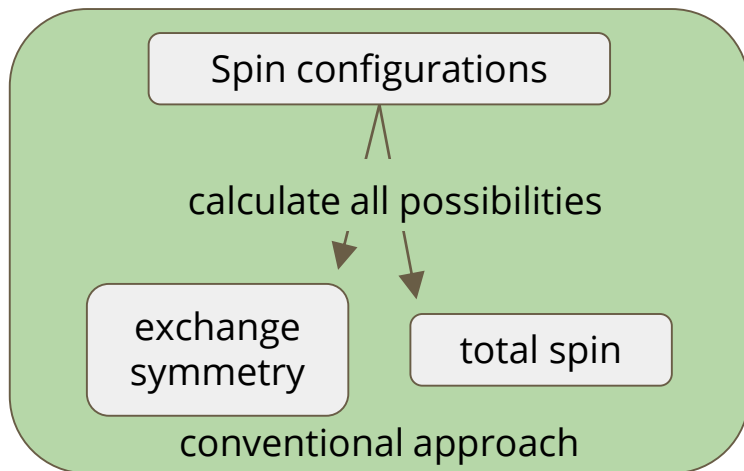 Spin configurations
calculate all possibilities
exchange
symmetry
total spin
conventional approach